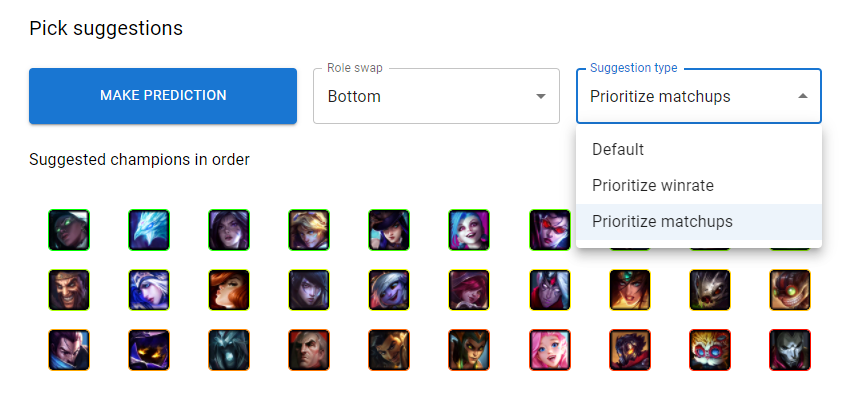 Pick suggestions
MAKE PREDICTION
Role swap
Bottom
Suggestion type
Prioritize matchups
Default
Prioritize winrate
Prioritize matchups
Suggested champions in order